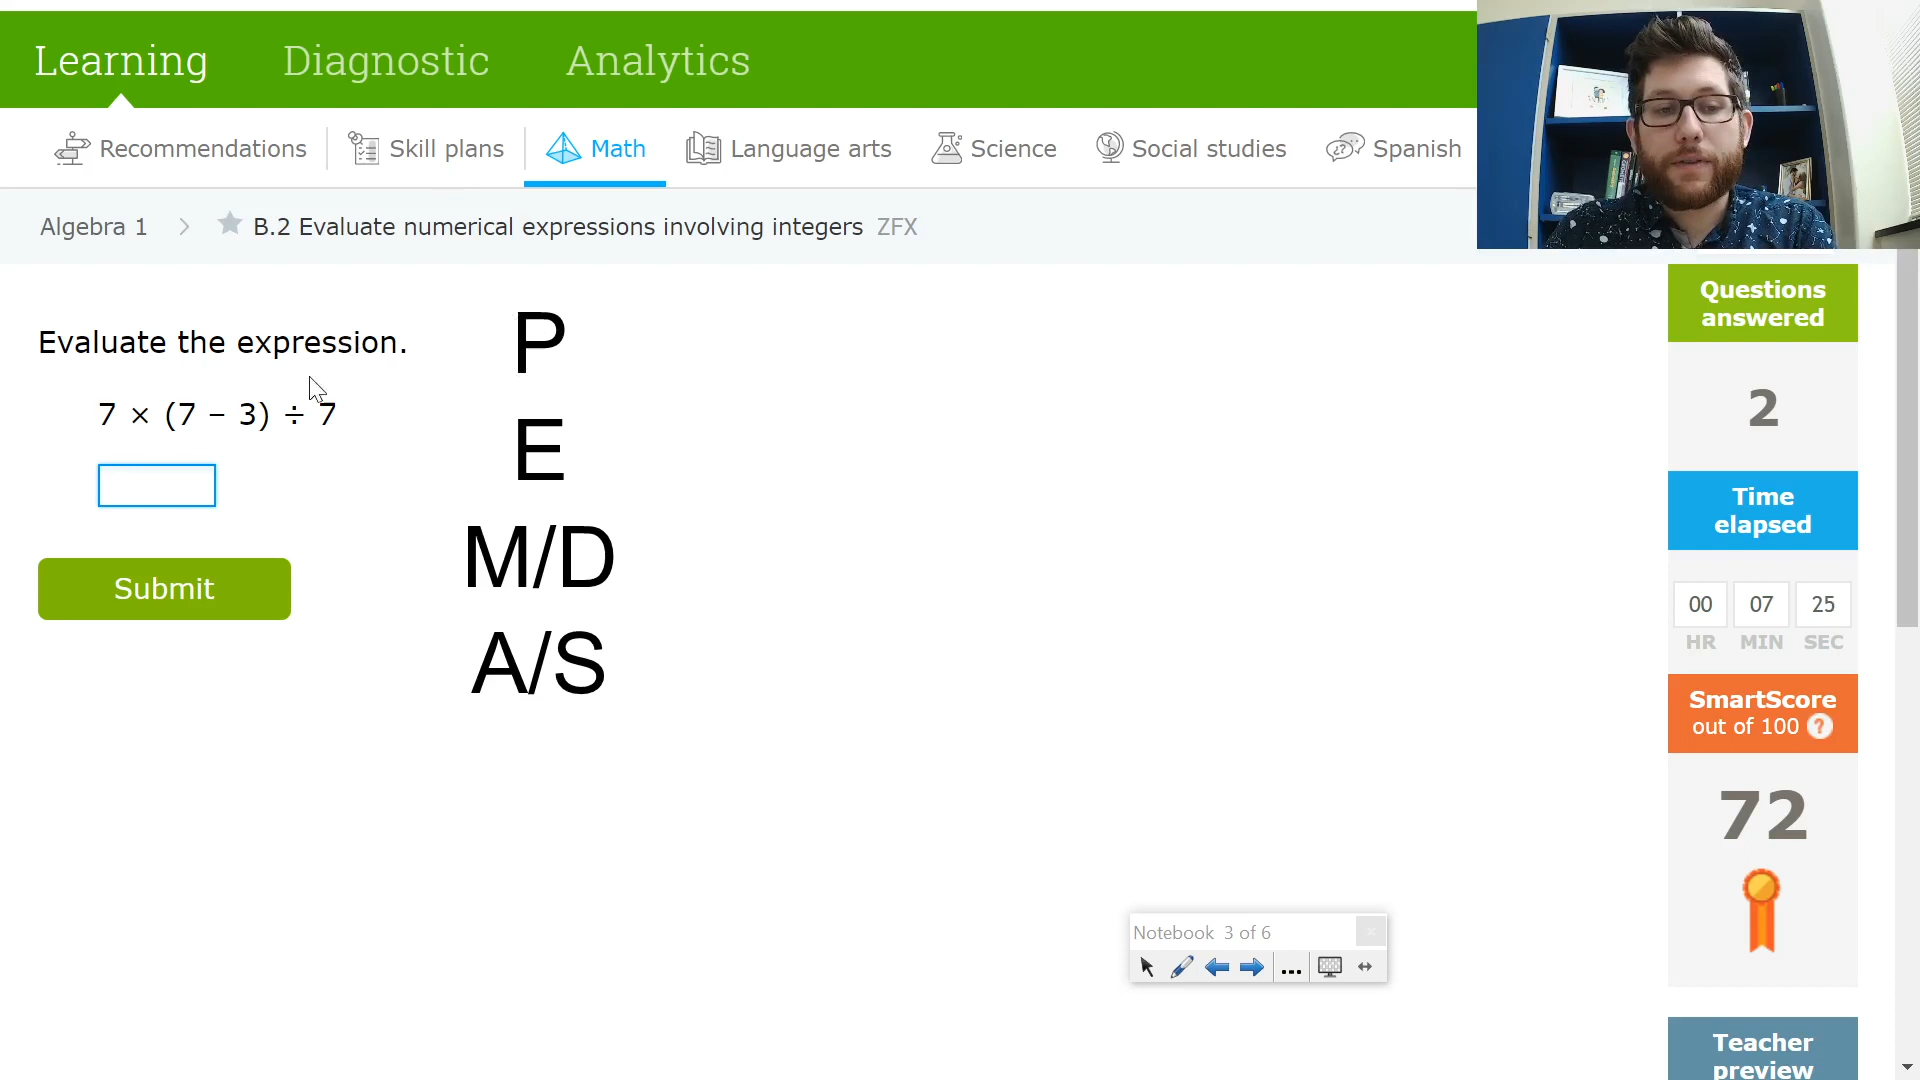 Learning Diagnostic Analytics
Recommendations Skill plans Math Language arts Science Social studies Spanish
Algebra 1 > B.2 Evaluate numerical expressions involving integers ZFX
Evaluate the expression.
7 × (7 – 3) ÷ 7
Submit
P
E
M/D
A/S
Questions
answered
2
Time
elapsed
00 07 25
HR MIN SEC
SmartScore
out of 100 ?
72
Notebook 3 of 6
...
Teacher
preview